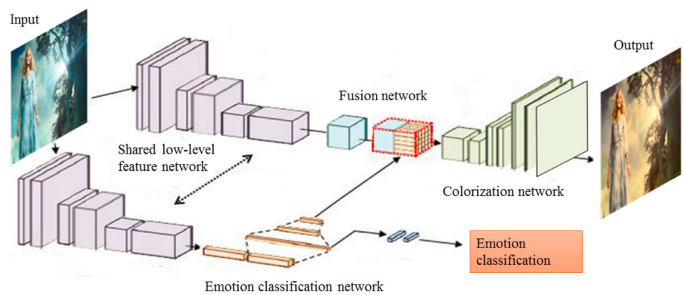 Input
Output
Fusion network
Shared low-level
feature network
Colorization network
Emotion
classification
Emotion classification network